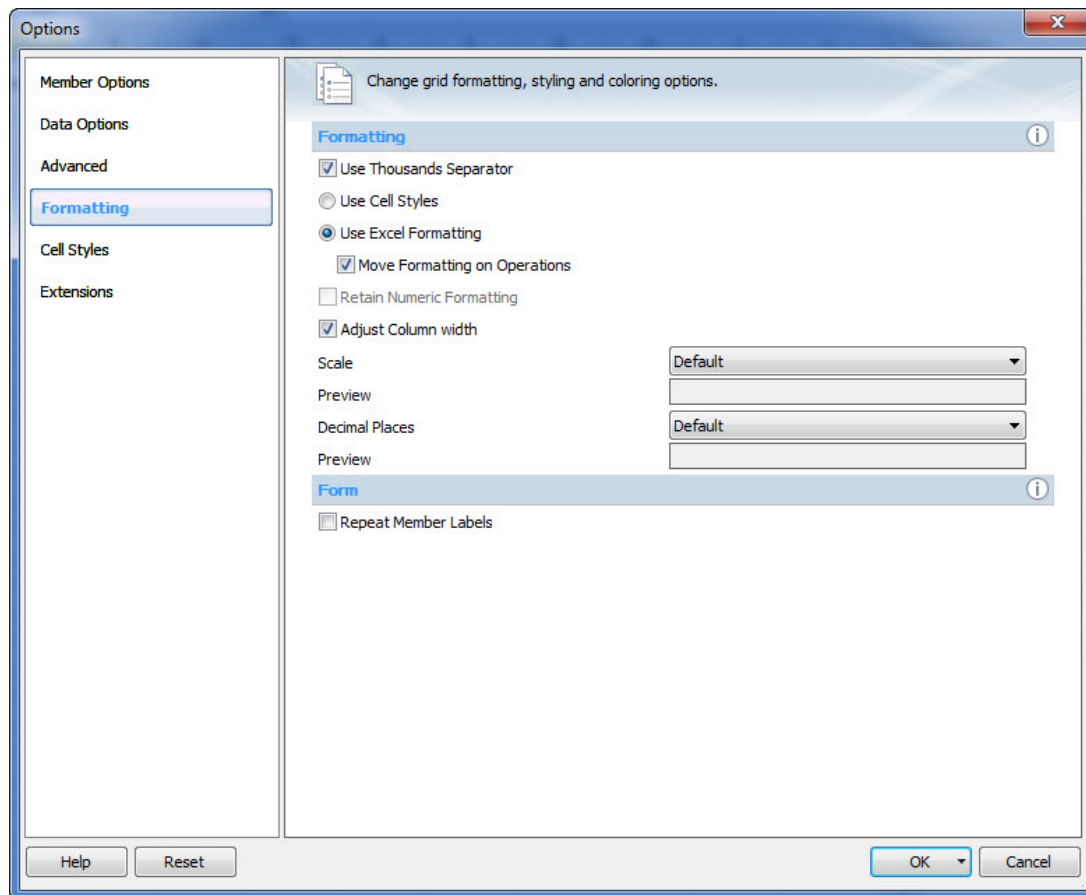 Options
Member Options
Data Options
Advanced
Formatting
Cell Styles
Extensions
Change grid formatting, styling and coloring options.
Formatting
Use Thousands Separator
Use Cell Styles
Use Excel Formatting
Move Formatting on Operations
Retain Numeric Formatting
Adjust Column width
Scale Default
Preview
Decimal Places Default
Preview
Form
Repeat Member Labels
Help Reset OK Cancel